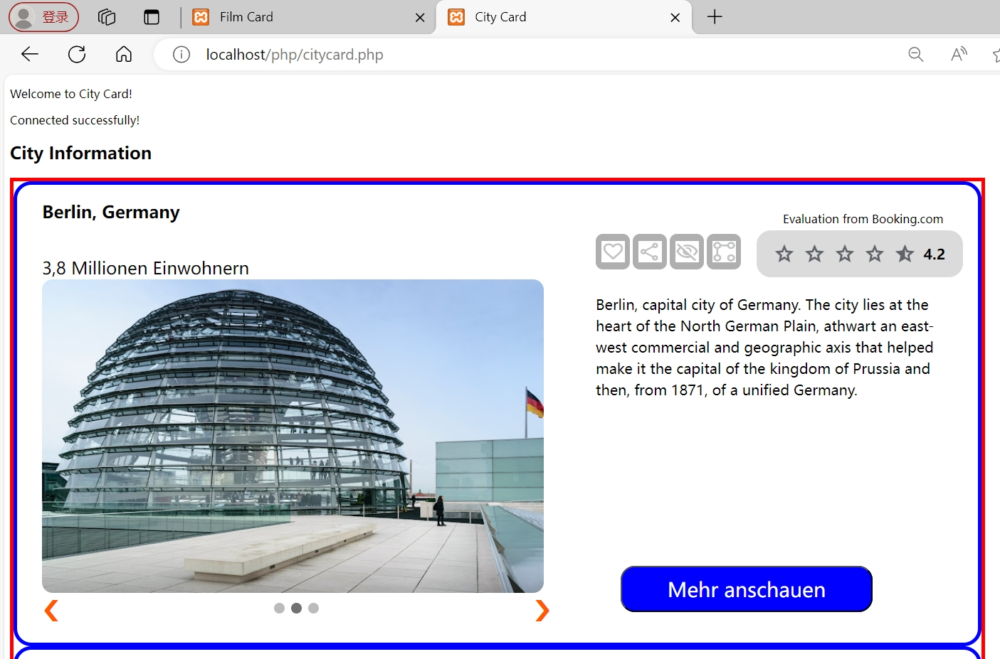 登录
Film Card
City Card
localhost/php/citycard.php
Welcome to City Card!
Connected successfully!
City Information
Berlin, Germany
Evaluation from Booking.com
4.2
3,8 Millionen Einwohnern
Berlin, capital city of Germany. The city lies at the
heart of the North German Plain, athwart an east-
west commercial and geographic axis that helped
make it the capital of the kingdom of Prussia and
then, from 1871, of a unified Germany.
Mehr anschauen